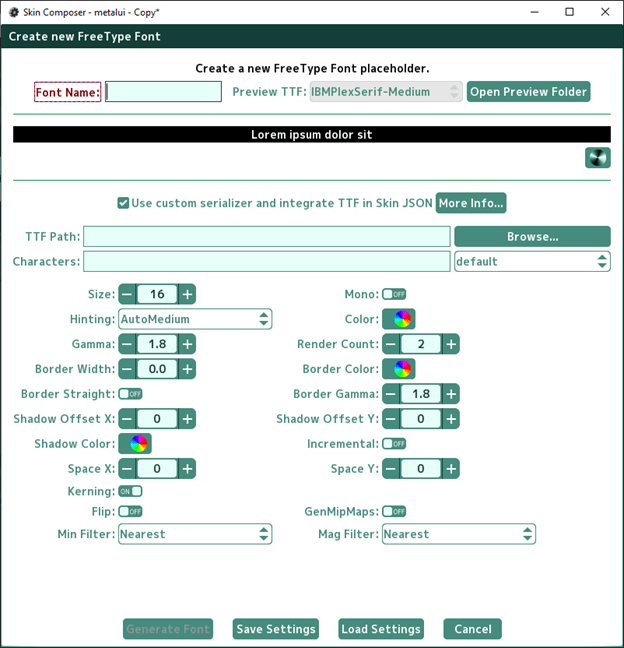 Skin Composer - metalui - Copy*
Create new FreeType Font
Create a new FreeType Font placeholder.
Font Name: Preview TTF: IBMPlexSerif-Medium Open Preview Folder
Lorem ipsum dolor sit
Use custom serializer and integrate TTF in Skin JSON More Info...
TTF Path: Browse...
Characters: default
Size: 16 Mono: OFF
Hinting: AutoMedium Color:
Gamma: 1.8 Render Count: 2
Border Width: 0.0 Border Color:
Border Straight: OFF Border Gamma: 1.8
Shadow Offset X: 0 Shadow Offset Y: 0
Shadow Color: Incremental: OFF
Space X: 0 Space Y: 0
Kerning: ON
Flip: OFF GenMipMaps: OFF
Min Filter: Nearest Mag Filter: Nearest
Generate Font Save Settings Load Settings Cancel